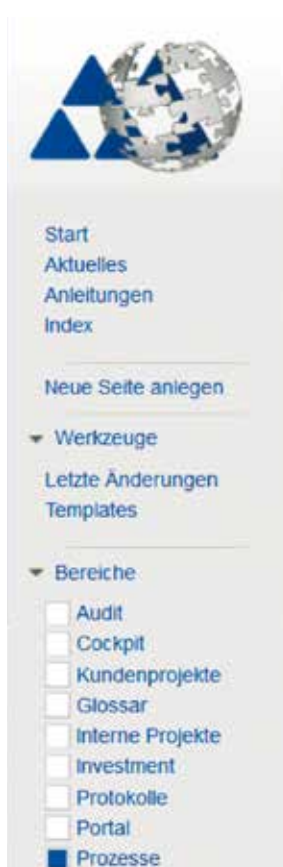 Start
Aktuelles
Anleitungen
Index
Neue Seite anlegen
Werkzeuge
Letzte Änderungen
Templates
Bereiche
Audit
Cockpit
Kundenprojekte
Glossar
Interne Projekte
Investment
Protokolle
Portal
Prozesse